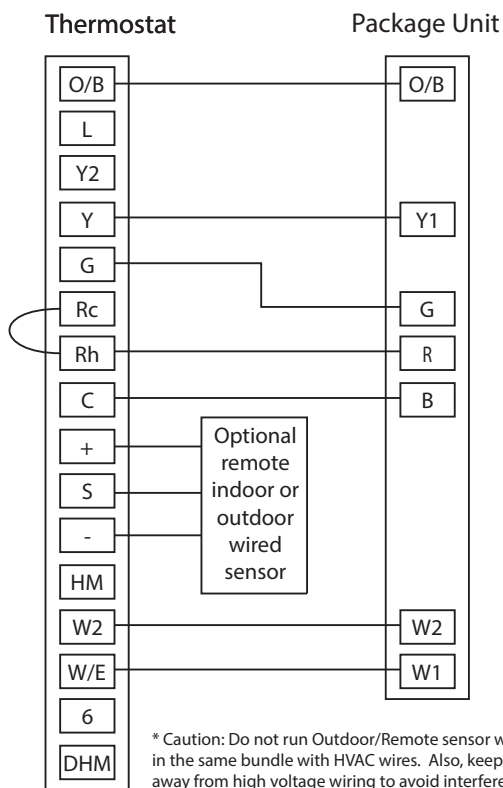 Thermostat
Package Unit
O/B
O/B
L
Y2
Y
Y1
G
G
Rc
Rh
R
C
B
+
S
-
Optional
remote
indoor or
outdoor
wired
sensor
HM
W2
W2
W/E
W1
6
DHM
* Caution: Do not run Outdoor/Remote sensor
in the same bundle with HVAC wires. Also, keep
away from high voltage wiring to avoid